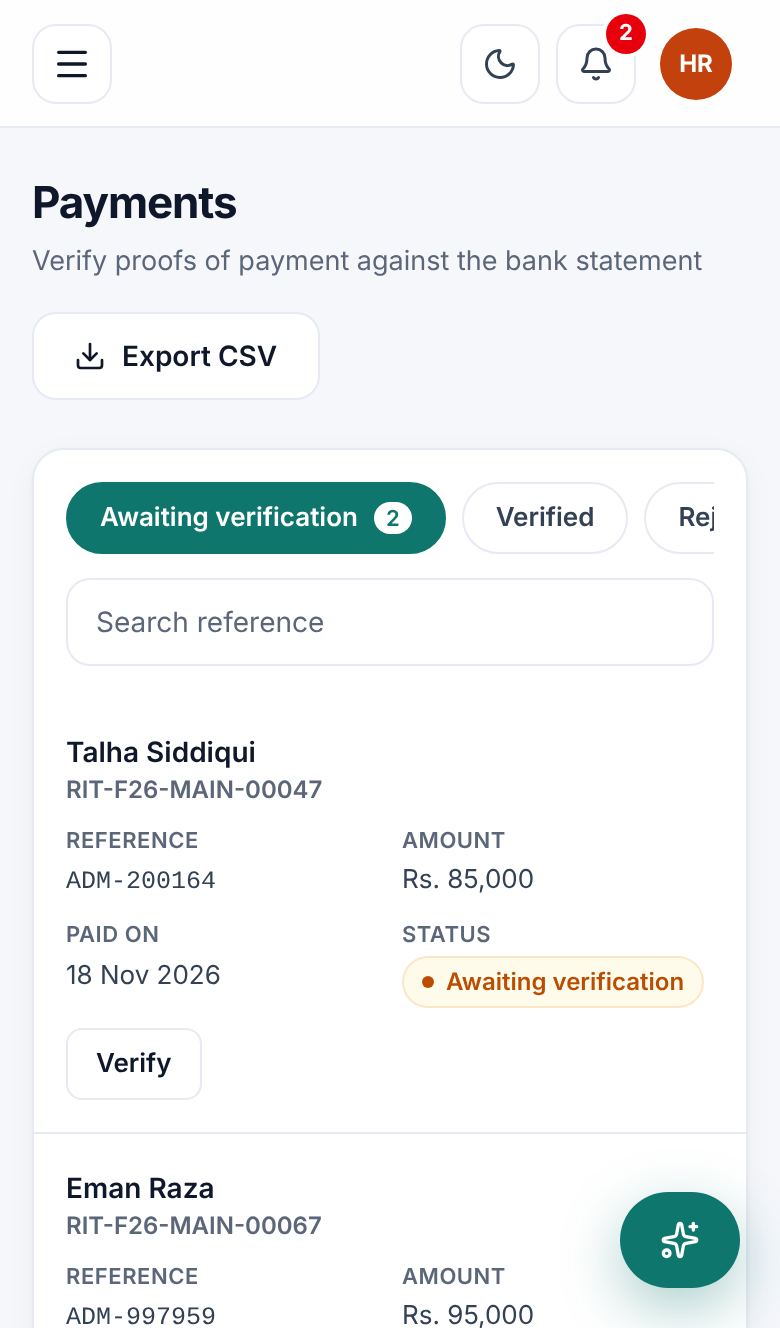 2
HR
Payments
Verify proofs of payment against the bank statement
Export CSV
Awaiting verification 2 Verified Rej
Search reference
Talha Siddiqui
RIT-F26-MAIN-00047
REFERENCE AMOUNT
ADM-200164 Rs. 85,000
PAID ON STATUS
18 Nov 2026 Awaiting verification
Verify
Eman Raza
RIT-F26-MAIN-00067
REFERENCE AMOUNT
ADM-997959 Rs. 95,000